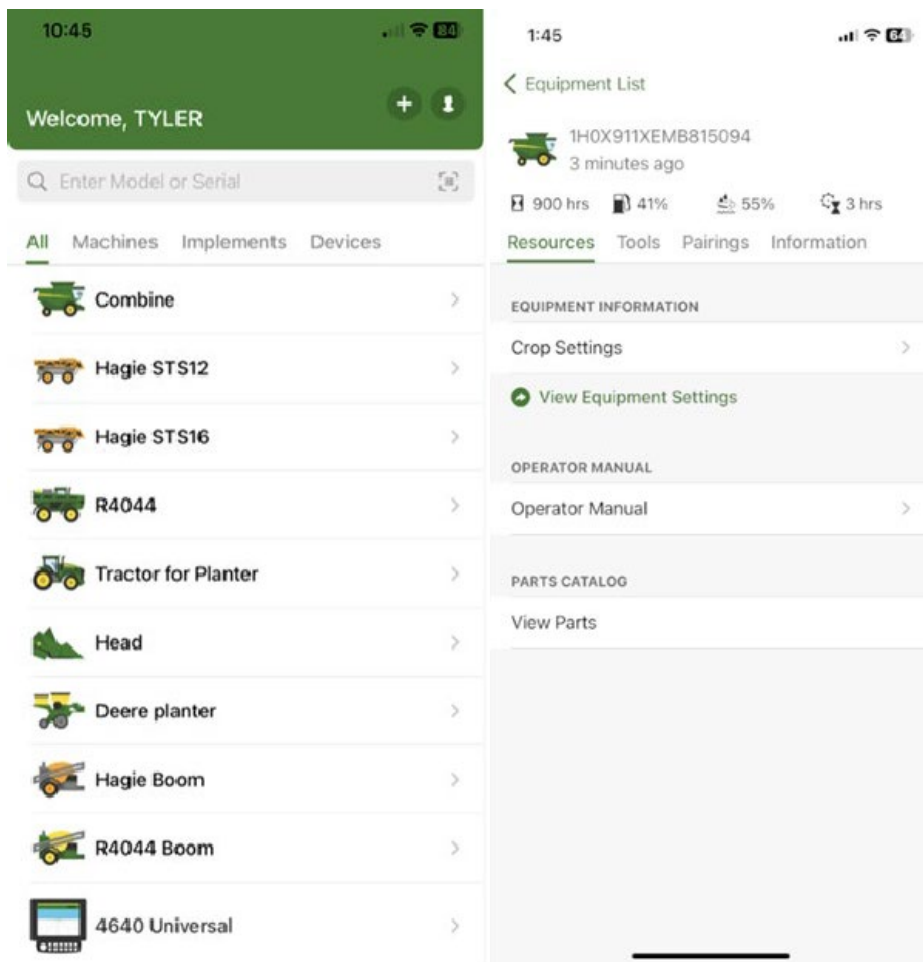 10:45
84
Welcome, TYLER
Enter Model or Serial
All Machines Implements Devices
Combine
Hagie STS12
Hagie STS16
R4044
Tractor for Planter
Head
Deere planter
Hagie Boom
R4044 Boom
4640 Universal
1:45
64
Equipment List
1H0X911XEMB815094
3 minutes ago
900 hrs 41% 55% 3 hrs
Resources Tools Pairings Information
EQUIPMENT INFORMATION
Crop Settings
View Equipment Settings
OPERATOR MANUAL
Operator Manual
PARTS CATALOG
View Parts